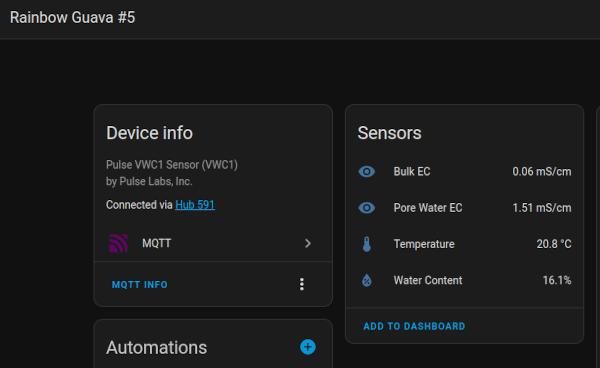 Rainbow Guava #5
Device info
Pulse VWC1 Sensor (VWC1)
by Pulse Labs, Inc.
Connected via Hub 591
MQTT
MQTT INFO
Automations
Sensors
Bulk EC 0.06 mS/cm
Pore Water EC 1.51 mS/cm
Temperature 20.8 °C
Water Content 16.1%
ADD TO DASHBOARD